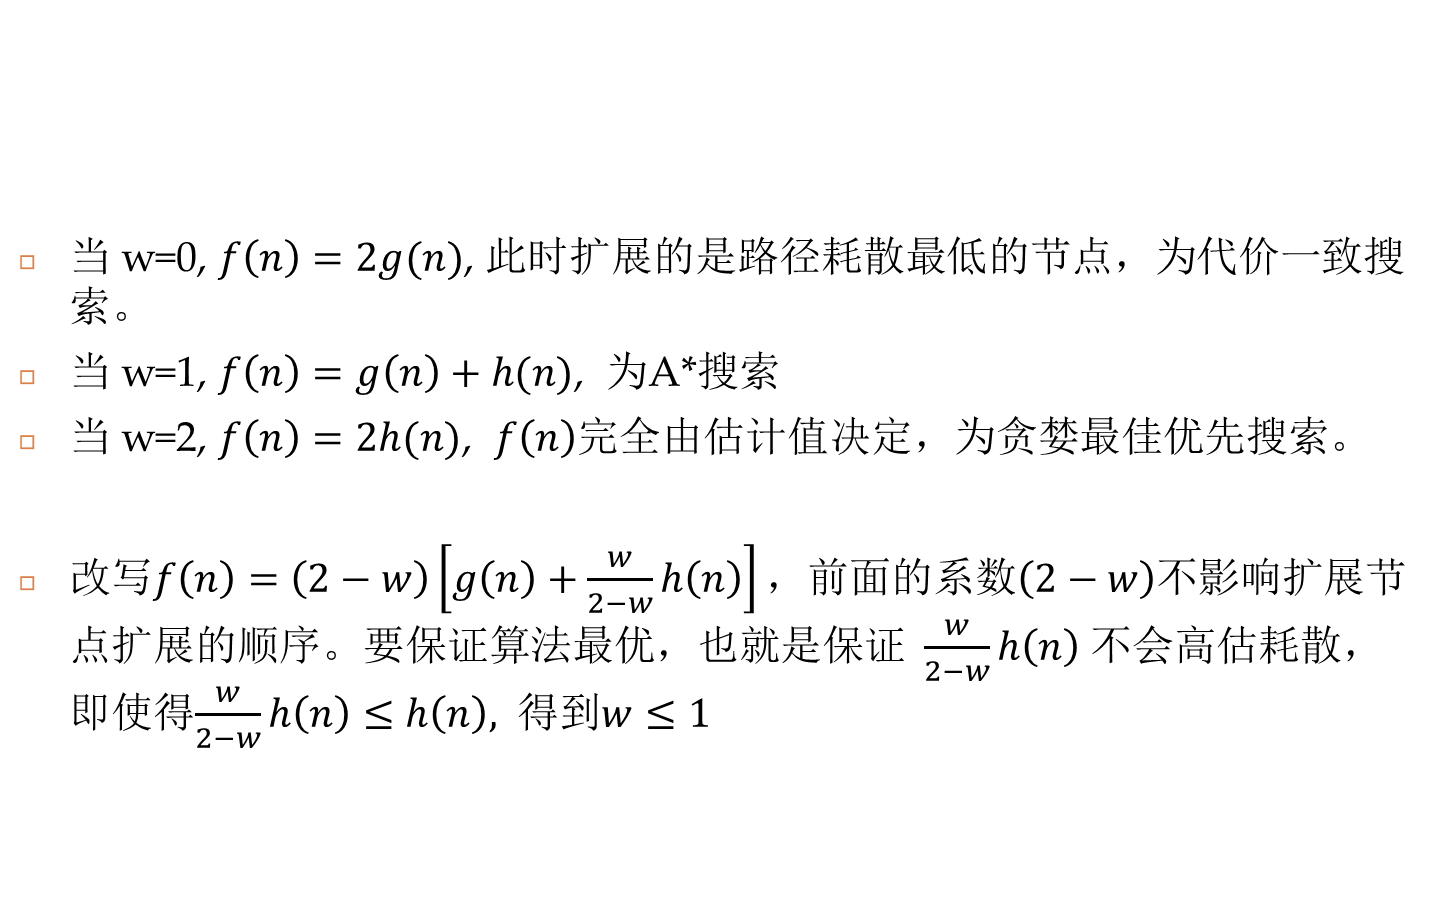 当 w=0, f(n) = 2g(n), 此时扩展的是路径耗散最低的节点，为代价一致搜
索。
当 w=1, f(n) = g(n) + h(n), 为A*搜索
当 w=2, f(n) = 2h(n), f(n)完全由估计值决定，为贪婪最佳优先搜索。
改写f(n) = (2 − w)[g(n) + \frac{w}{2−w}h(n)]，前面的系数(2 − w)不影响扩展节
点扩展的顺序。要保证算法最优，也就是保证 \frac{w}{2−w}h(n) 不会高估耗散，
即使得\frac{w}{2−w}h(n) ≤ h(n), 得到w ≤ 1